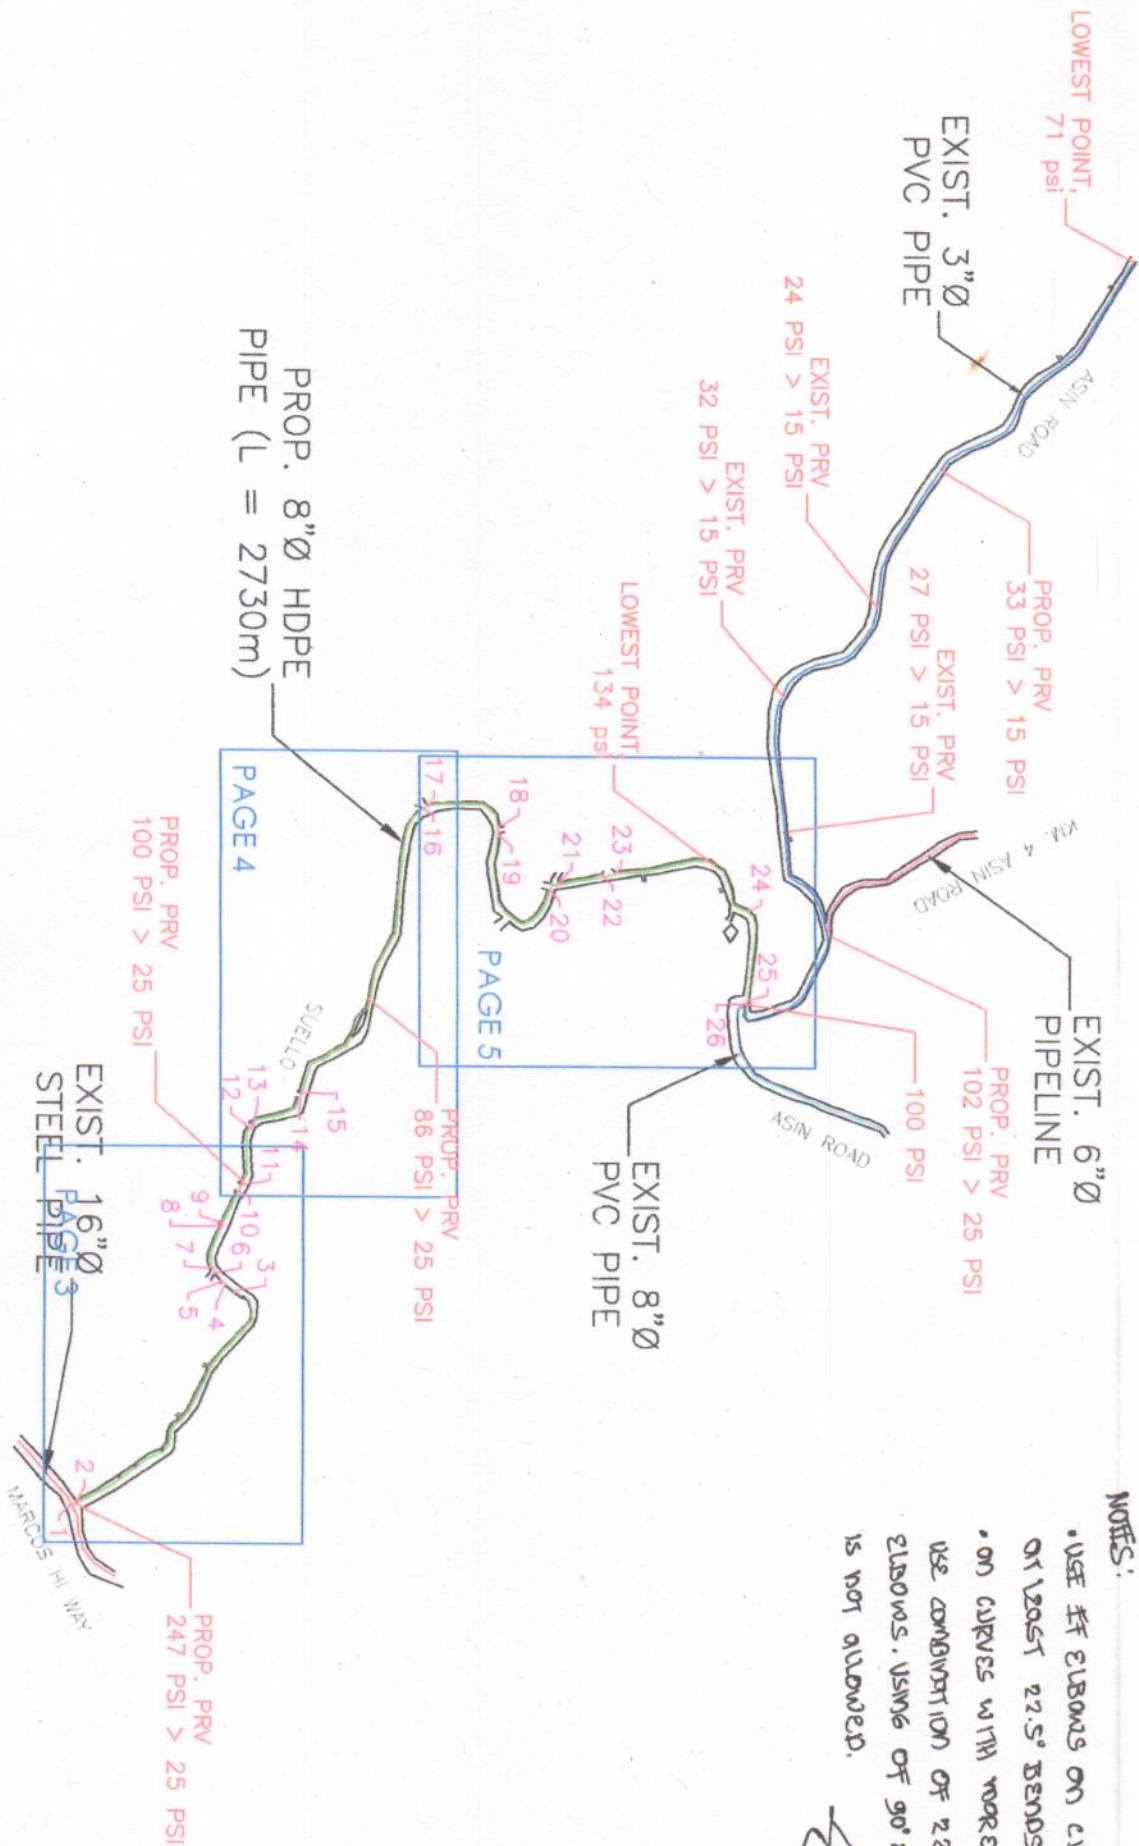 LOWEST POINT,
71 psi
EXIST. 3"Ø
PVC PIPE
ASIN ROAD
PROP. PRV
33 PSI > 15 PSI
EXIST. PRV
24 PSI > 15 PSI
EXIST. PRV
27 PSI > 15 PSI
EXIST. PRV
32 PSI > 15 PSI
KM. 4 ASIN ROAD
EXIST. 6"Ø
PIPELINE
PROP. PRV
102 PSI > 25 PSI
100 PSI
ASIN ROAD
EXIST. 8"Ø
PVC PIPE
LOWEST POINT
134 psi
PAGE 5
26
25
24
23
22
21
20
19
18
17
16
PROP. 8"Ø HDPE
PIPE (L = 2730m)
PAGE 4
PROP. PRV
86 PSI > 25 PSI
SUELLO
15
14
13
12
11
10
9
8
7
6
5
4
3
PROP. PRV
100 PSI > 25 PSI
EXIST. 16"Ø
STEEL PIPE
PAGE 3
2
1
MARCOS HI WAY
PROP. PRV
247 PSI > 25 PSI
NOTES:
• USE FF ELBOWS ON
AT LEAST 22.5° BENDS
• ON CURVES WITH MORE
USE COMBINATION OF
ELBOWS. USING OF 90°
IS NOT ALLOWED.